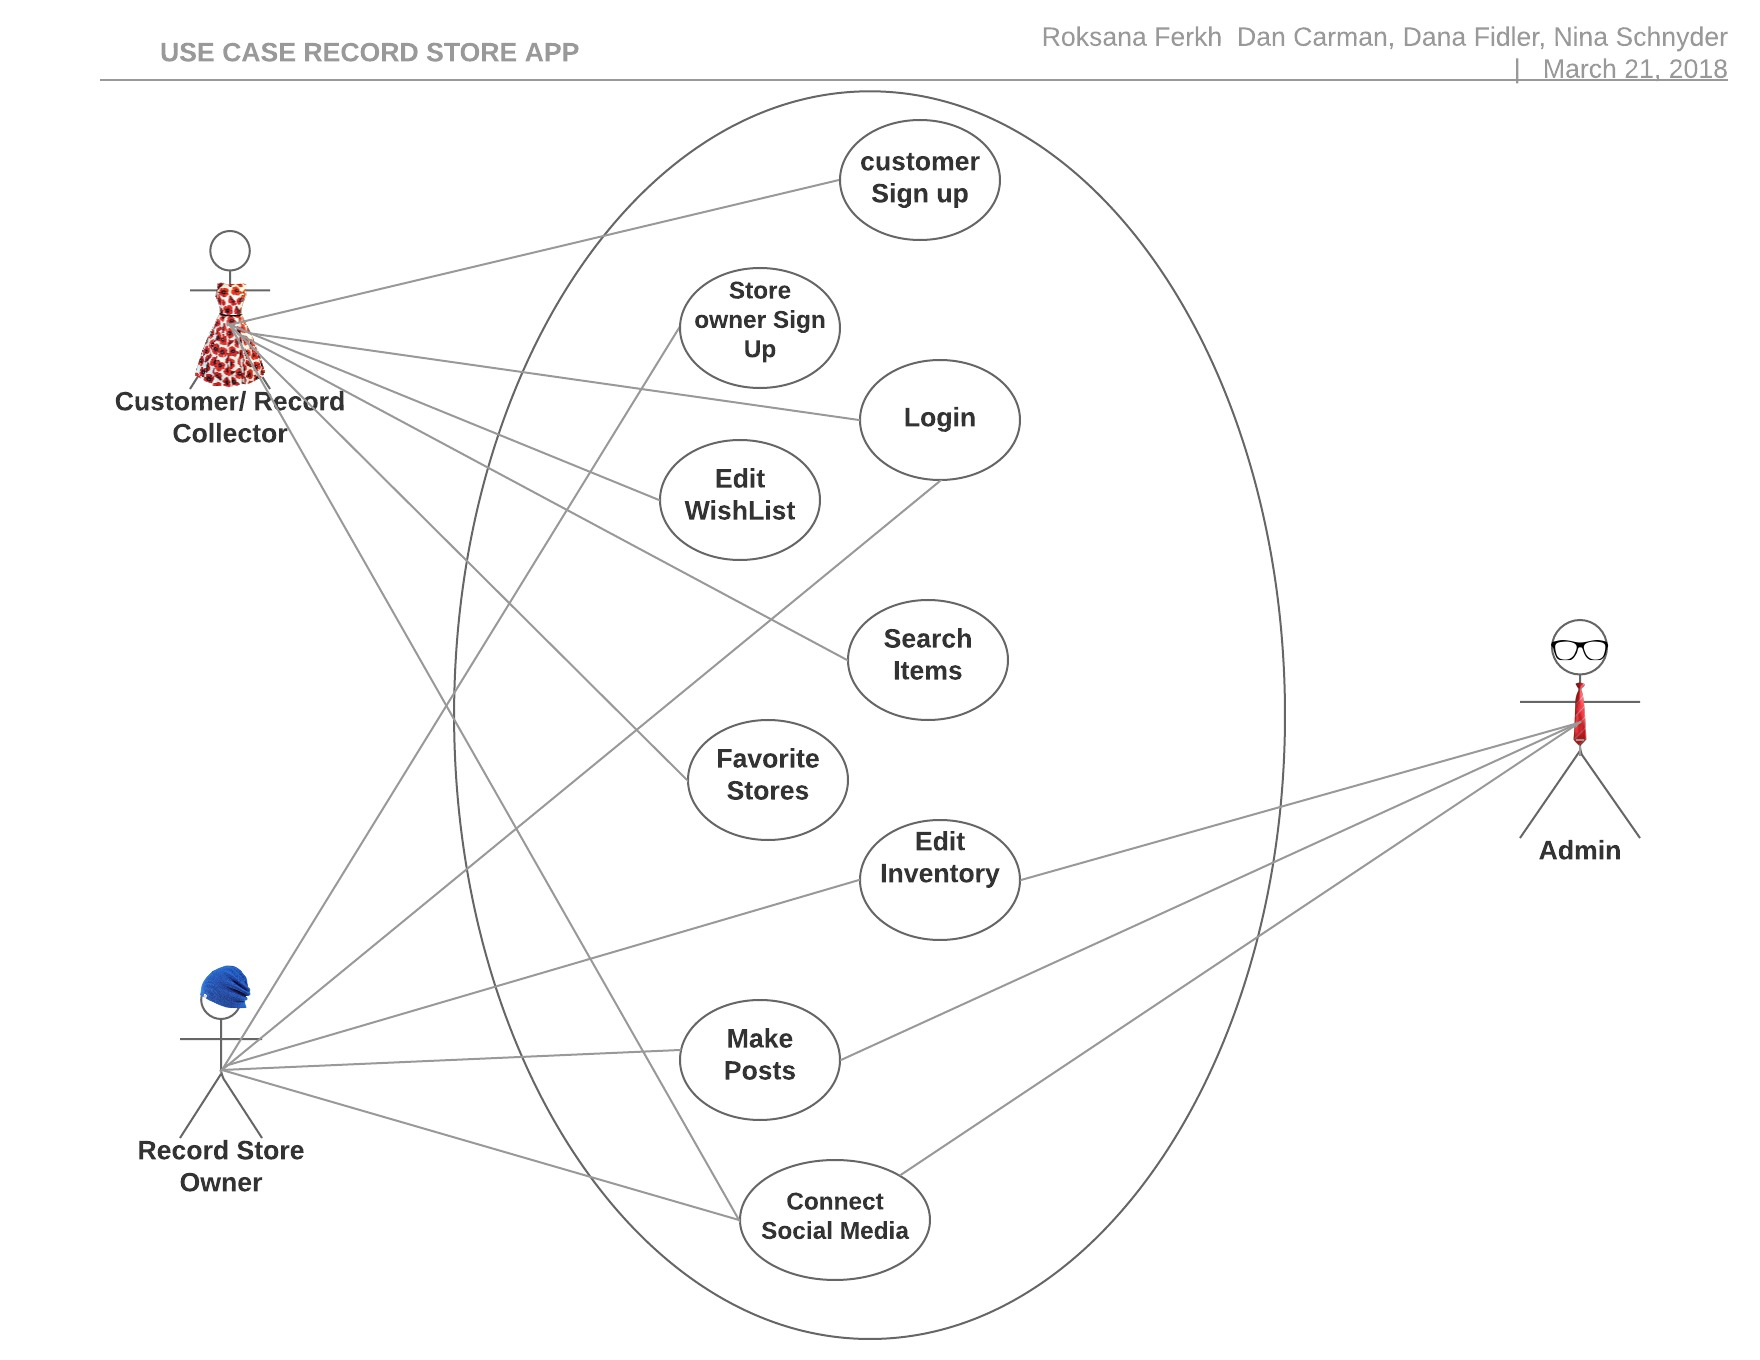 USE CASE RECORD STORE APP
Roksana Ferkh  Dan Carman, Dana Fidler, Nina Schnyder
|   March 21, 2018
customer
Sign up
Store
owner Sign
Up
Login
Customer/ Record
Collector
Edit
WishList
Search
Items
Favorite
Stores
Edit
Inventory
Admin
Make
Posts
Record Store
Owner
Connect
Social Media